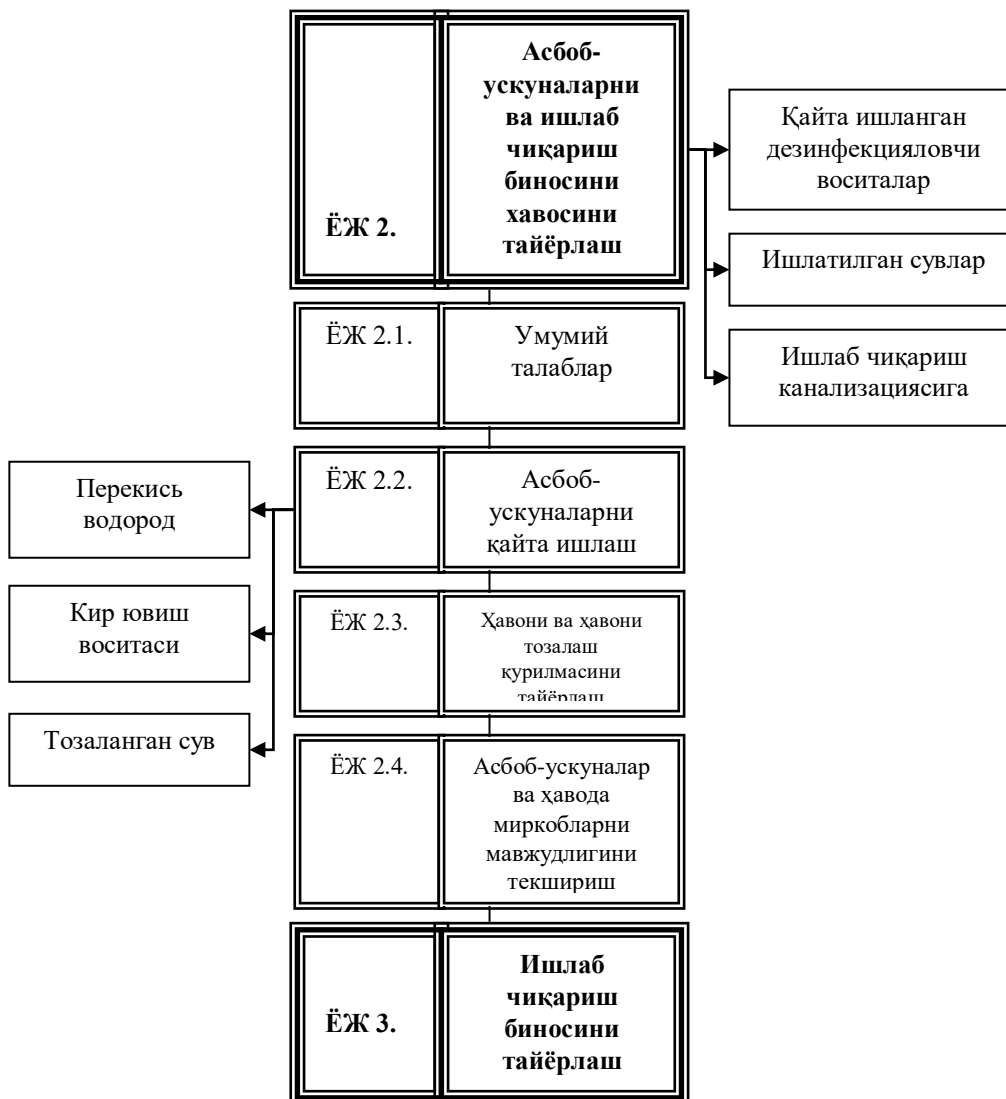 ЁЖ 2.
Асбоб-
ускуналарни
ва ишлаб
чиқариш
биносини
хавосини
тайёрлаш
Қайта ишланган
дезинфекцияловчи
воситалар
Ишлатилган сувлар
Ишлаб чиқариш
канализациясига
ЁЖ 2.1.
Умумий
талаблар
ЁЖ 2.2.
Асбоб-
ускуналарни
қайта ишлаш
Перекись
водород
Кир ювиш
воситаси
Тозаланган сув
ЁЖ 2.3.
Ҳавони ва ҳавони
тозалаш
қурилмасини
тайёрлаш
ЁЖ 2.4.
Асбоб-ускуналар
ва ҳавода
миркобларни
мавжудлигини
текшириш
ЁЖ 3.
Ишлаб
чиқариш
биносини
тайёрлаш